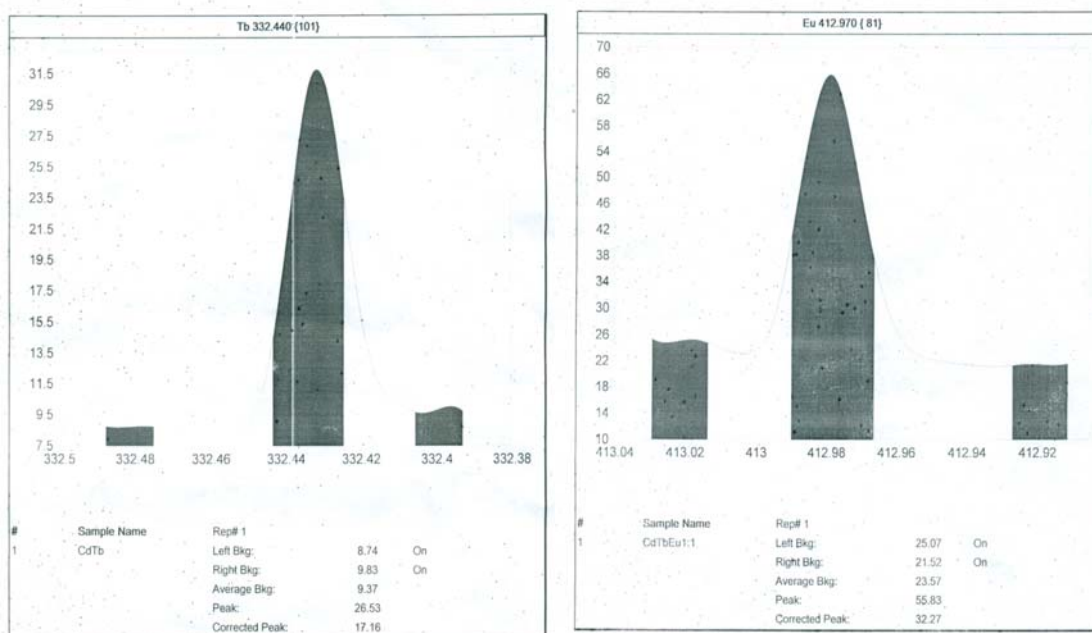 Tb 332.440 {101}
31.5
29.5
27.5
25.5
23.5
21.5
19.5
17.5
15.5
13.5
11.5
9.5
7.5
332.5 332.48 332.46 332.44 332.42 332.4 332.38
# Sample Name Rep# 1
1 CdTb Left Bkg: 8.74 On
Right Bkg: 9.83 On
Average Bkg: 9.37
Peak: 26.53
Corrected Peak: 17.16
Eu 412.970 { 81}
70
66
62
58
54
50
46
42
38
34
30
26
22
18
14
10
413.04 413.02 413 412.98 412.96 412.94 412.92
# Sample Name Rep# 1
1 CdTbEu1:1 Left Bkg: 25.07 On
Right Bkg: 21.52 On
Average Bkg: 23.57
Peak: 55.83
Corrected Peak: 32.27